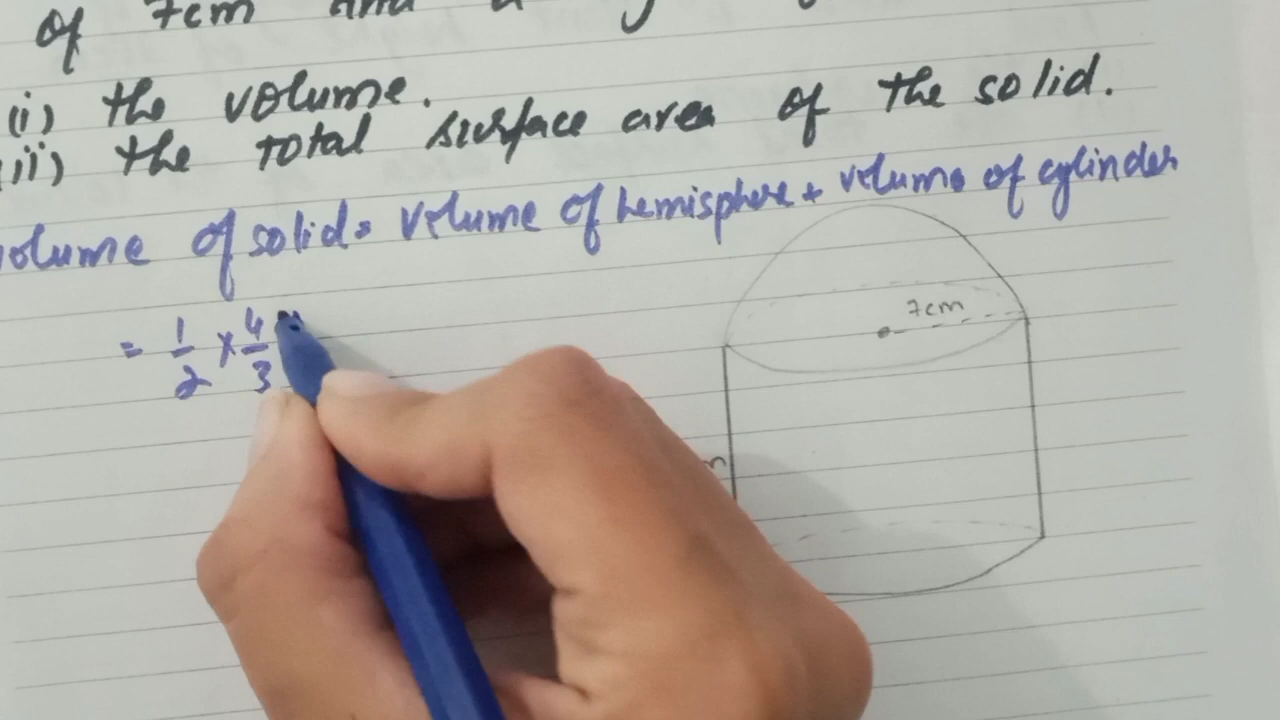 of 7cm and a
(i) the volume.
(ii) the total surface area of the solid.
volume of solid = volume of hemisphere + volume of cylinder
= 1/2 × 4/3
7cm